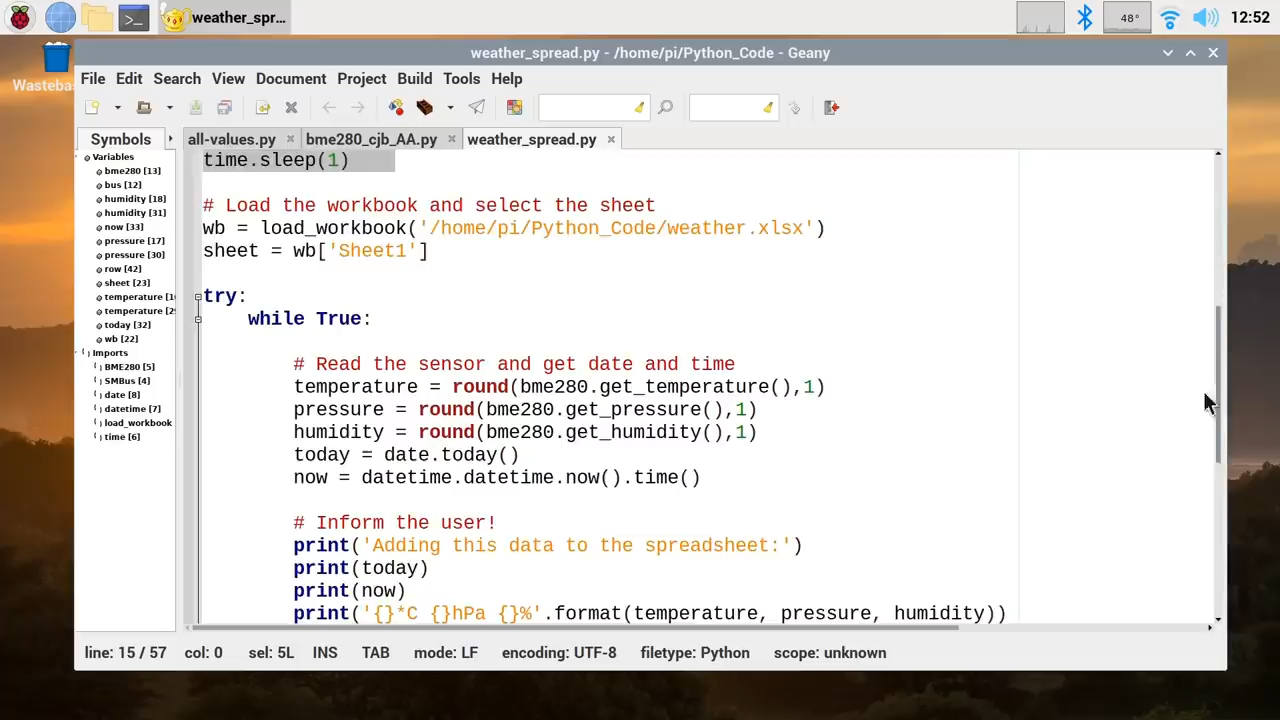 weather_spr...
48°
12:52
Wasteba
weather_spread.py - /home/pi/Python_Code - Geany
File Edit Search View Document Project Build Tools Help
Symbols
all-values.py
bme280_cjb_AA.py
weather_spread.py
Variables
bme280 [13]
bus [12]
humidity [18]
humidity [31]
now [33]
pressure [17]
pressure [30]
row [42]
sheet [23]
temperature [1
temperature [2
today [32]
wb [22]
Imports
BME280 [5]
SMBus [4]
date [8]
datetime [7]
load_workbook
time [6]
time.sleep(1)
# Load the workbook and select the sheet
wb = load_workbook('/home/pi/Python_Code/weather.xlsx')
sheet = wb['Sheet1']
try:
while True:
# Read the sensor and get date and time
temperature = round(bme280.get_temperature(),1)
pressure = round(bme280.get_pressure(),1)
humidity = round(bme280.get_humidity(),1)
today = date.today()
now = datetime.datetime.now().time()
# Inform the user!
print('Adding this data to the spreadsheet:')
print(today)
print(now)
print('{}*C {}hPa {}%'.format(temperature, pressure, humidity))
line: 15 / 57 col: 0 sel: 5L INS TAB mode: LF encoding: UTF-8 filetype: Python scope: unknown